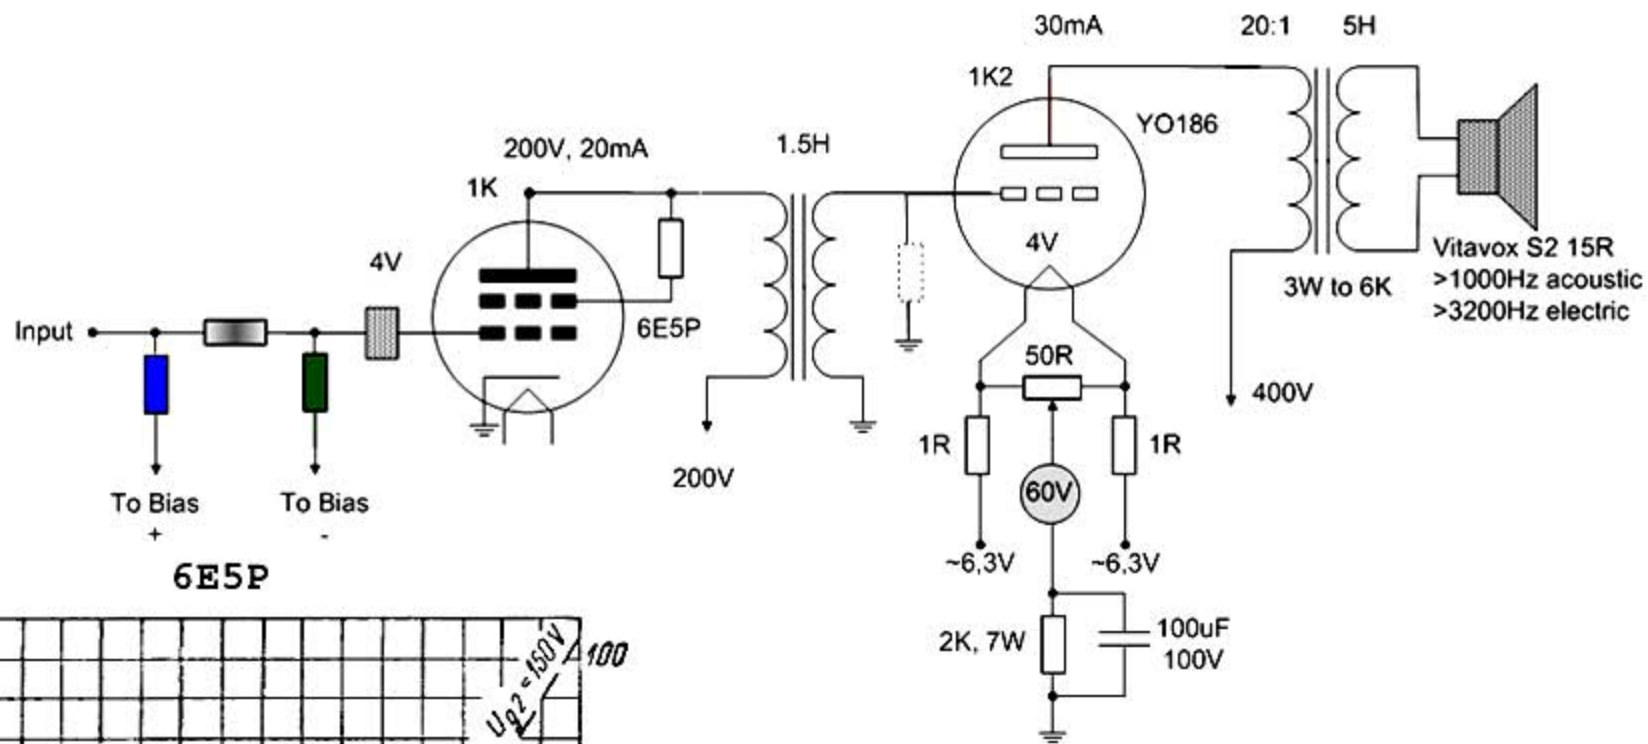 30mA
20:1
5H
1K2
YO186
200V, 20mA
1.5H
1K
4V
4V
Input
6E5P
Vitavox S2 15R
>1000Hz acoustic
>3200Hz electric
3W to 6K
50R
400V
1R
1R
200V
60V
To Bias
+
To Bias
-
~6,3V
~6,3V
6E5P
2K, 7W
100uF
100V
Ug2=150V
100